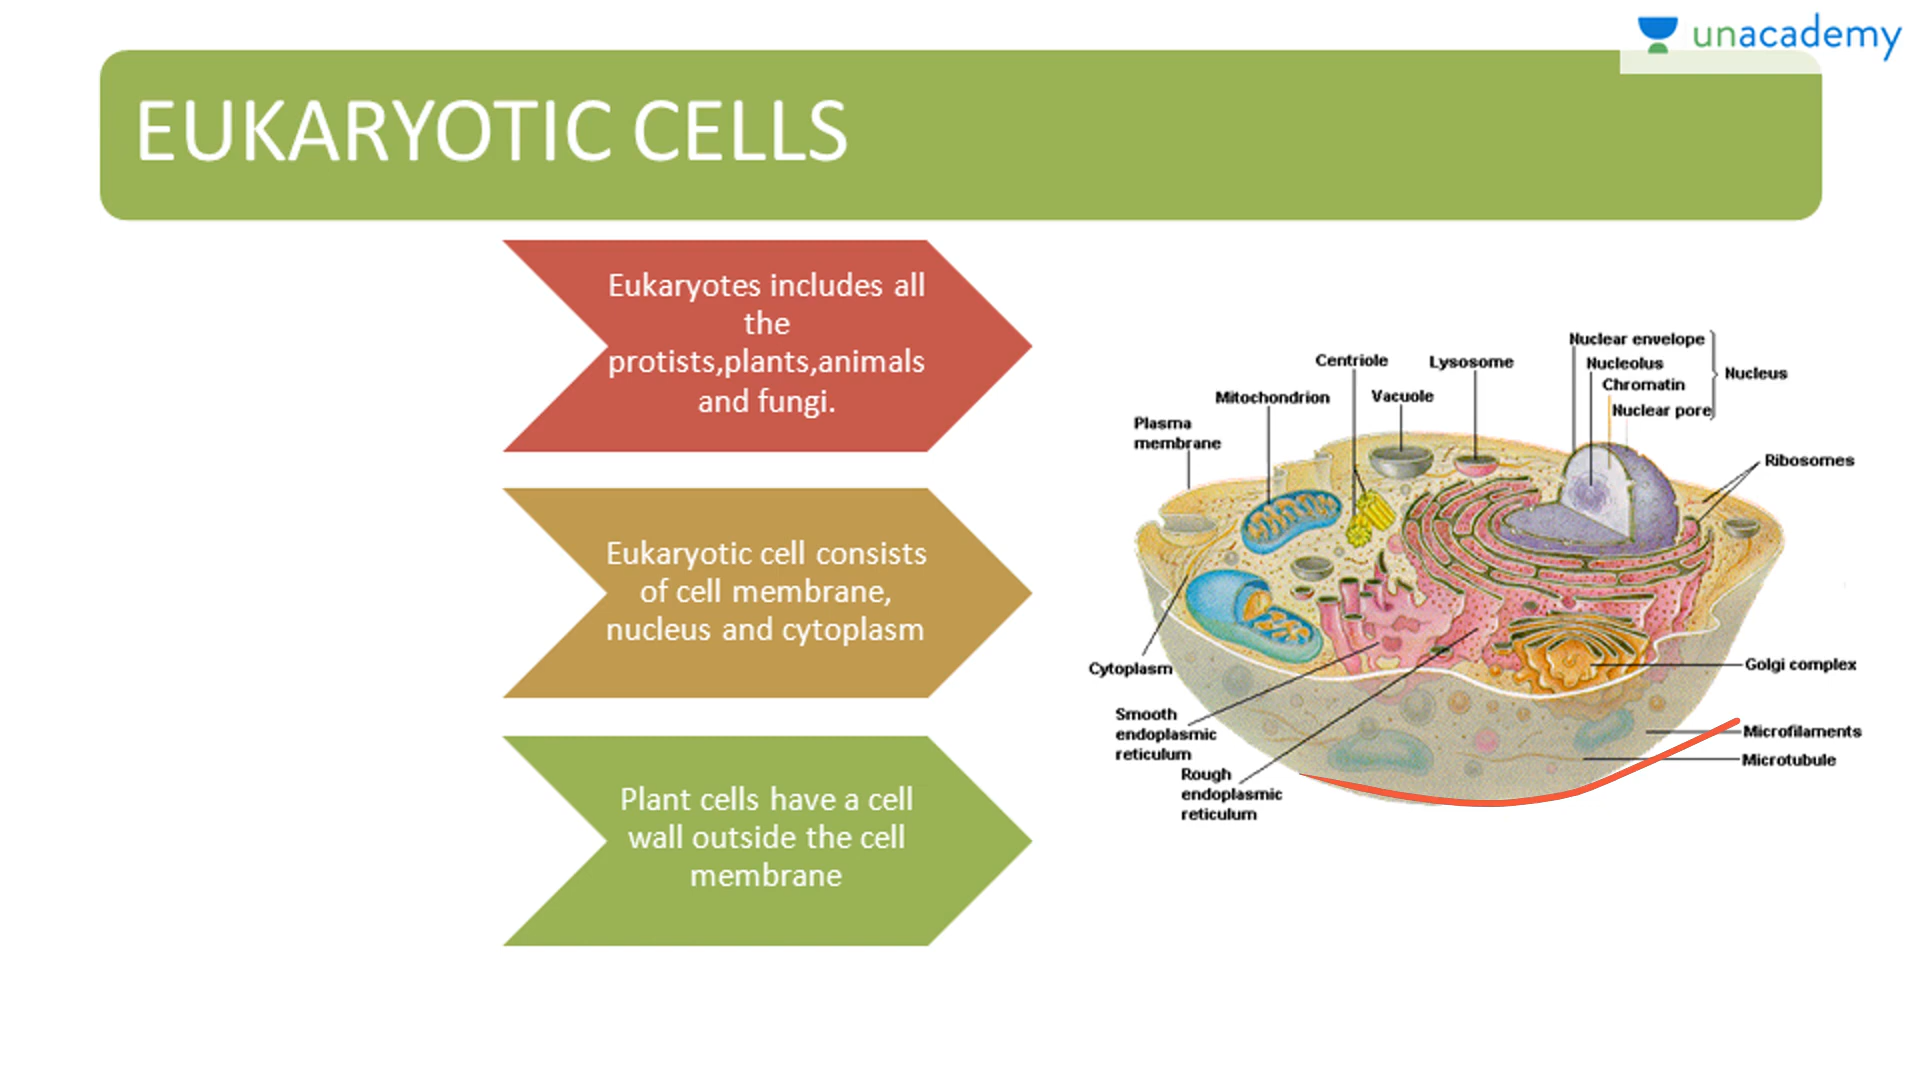 unacademy
EUKARYOTIC CELLS
Eukaryotes includes all
the
protists,plants,animals
and fungi.
Eukaryotic cell consists
of cell membrane,
nucleus and cytoplasm
Plant cells have a cell
wall outside the cell
membrane
Nuclear envelope
Nucleolus
Chromatin
Nuclear pore
Nucleus
Centriole
Lysosome
Mitochondrion
Vacuole
Plasma
membrane
Ribosomes
Cytoplasm
Golgi complex
Smooth
endoplasmic
reticulum
Microfilaments
Microtubule
Rough
endoplasmic
reticulum